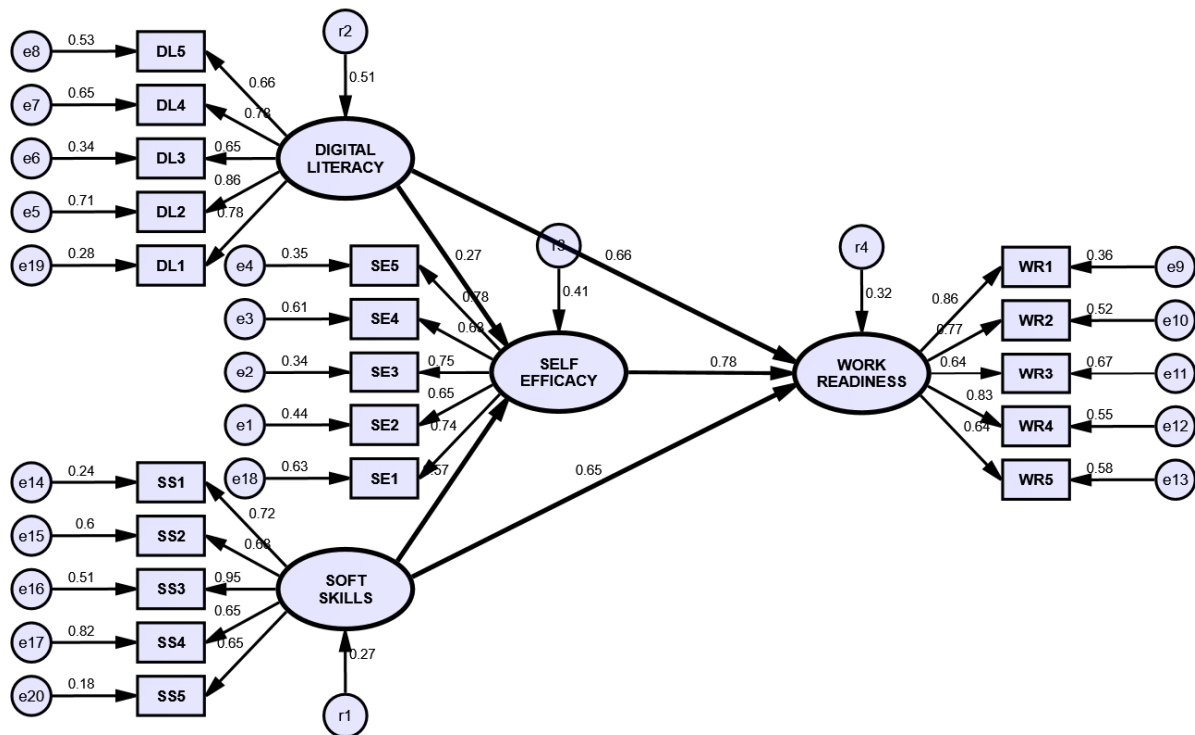 r2
e8 0.53 DL5
0.66
0.51
e7 0.65 DL4
0.78
e6 0.34 DL3 0.65
DIGITAL
LITERACY
0.86
e5 0.71 DL2
0.78
e19 0.28 DL1
e4 0.35 SE5
0.27
r3
0.66
r4
WR1 0.36 e9
0.78
0.41
0.32
0.86
e3 0.61 SE4
0.77
WR2 0.52 e10
e2 0.34 SE3 0.75
SELF
EFFICACY
0.78
WORK
READINESS
0.64 WR3 0.67 e11
0.65
0.83
e1 0.44 SE2
0.74
0.64
WR4 0.55 e12
e18 0.63 SE1
0.65
WR5 0.58 e13
e14 0.24 SS1
0.72
e15 0.6 SS2
0.68
e16 0.51 SS3 0.95
SOFT
SKILLS
0.65
e17 0.82 SS4
0.65
0.27
e20 0.18 SS5
r1